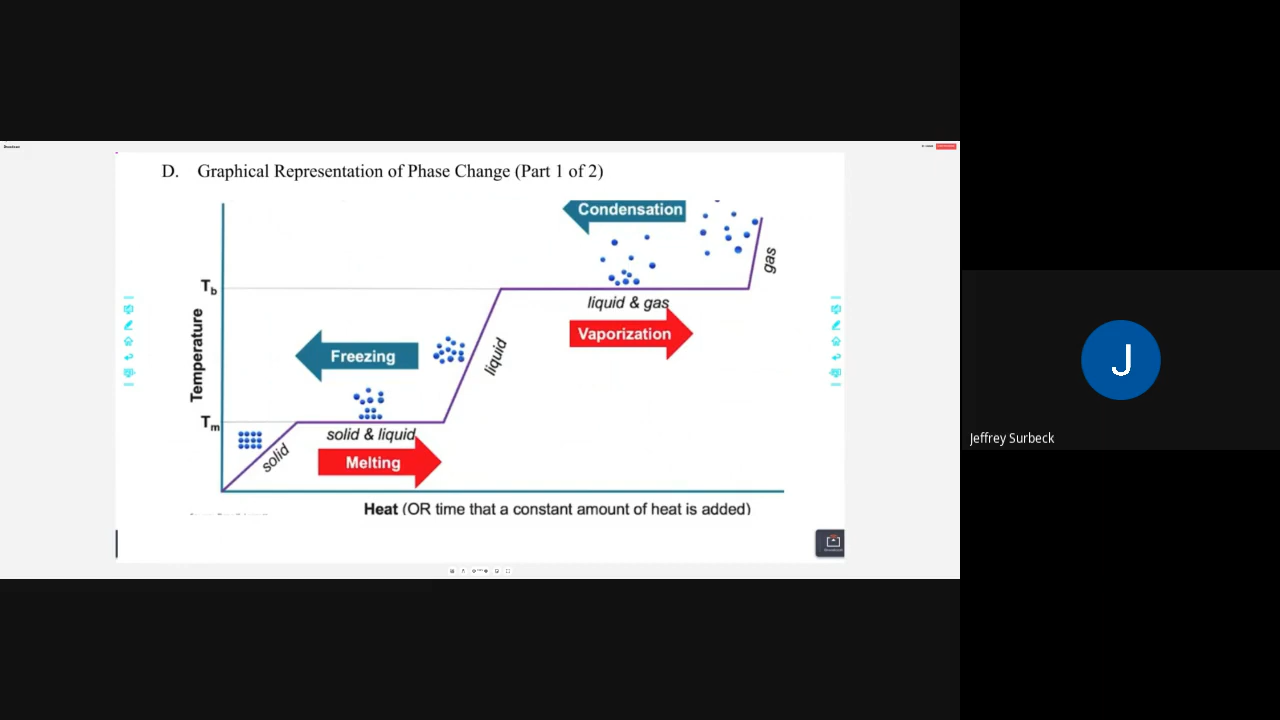 D. Graphical Representation of Phase Change (Part 1 of 2)
Condensation
gas
Tb
liquid & gas
Vaporization
Temperature
Freezing
liquid
Tm
solid & liquid
solid
Melting
Heat (OR time that a constant amount of heat is added)
J
Jeffrey Surbeck